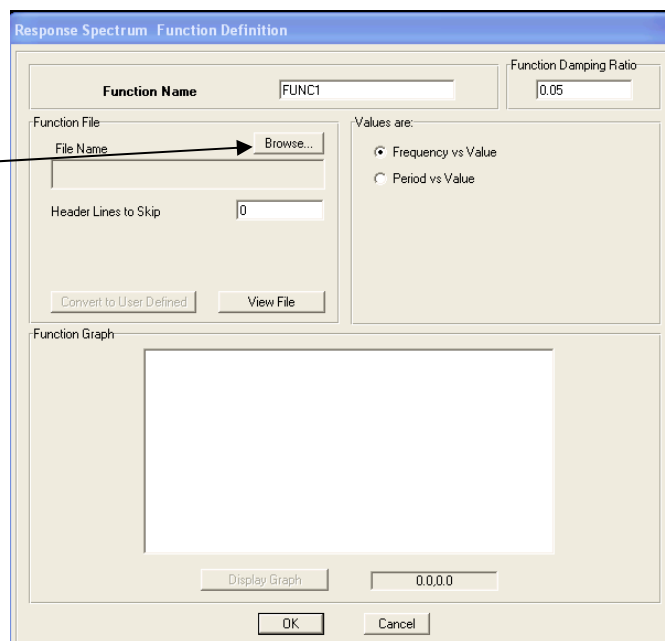 Response Spectrum Function Definition
Function Damping Ratio
Function Name
FUNC1
0.05
Function File
Values are:
File Name
Browse...
Frequency vs Value
Period vs Value
Header Lines to Skip
0
Convert to User Defined
View File
Function Graph
Display Graph
0.0,0.0
OK
Cancel